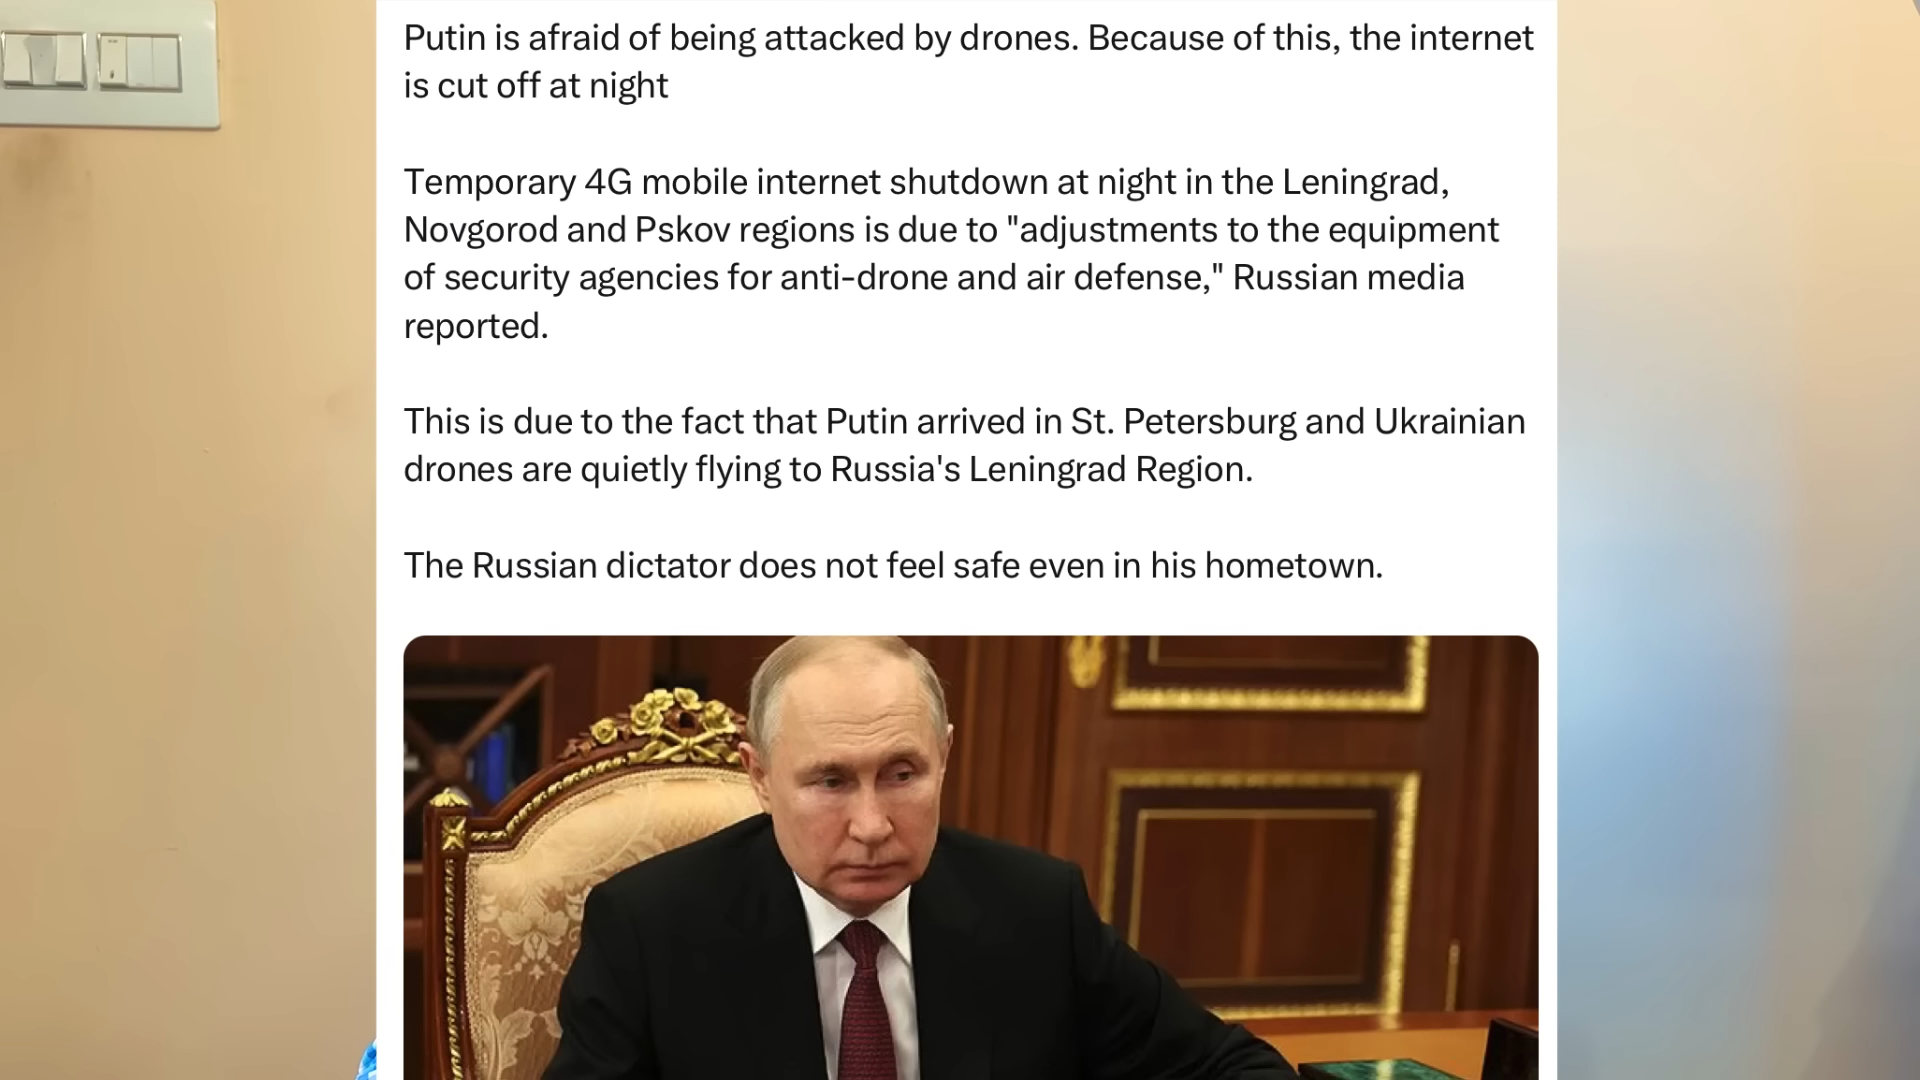 Putin is afraid of being attacked by drones. Because of this, the internet
is cut off at night
Temporary 4G mobile internet shutdown at night in the Leningrad,
Novgorod and Pskov regions is due to "adjustments to the equipment
of security agencies for anti-drone and air defense," Russian media
reported.
This is due to the fact that Putin arrived in St. Petersburg and Ukrainian
drones are quietly flying to Russia's Leningrad Region.
The Russian dictator does not feel safe even in his hometown.